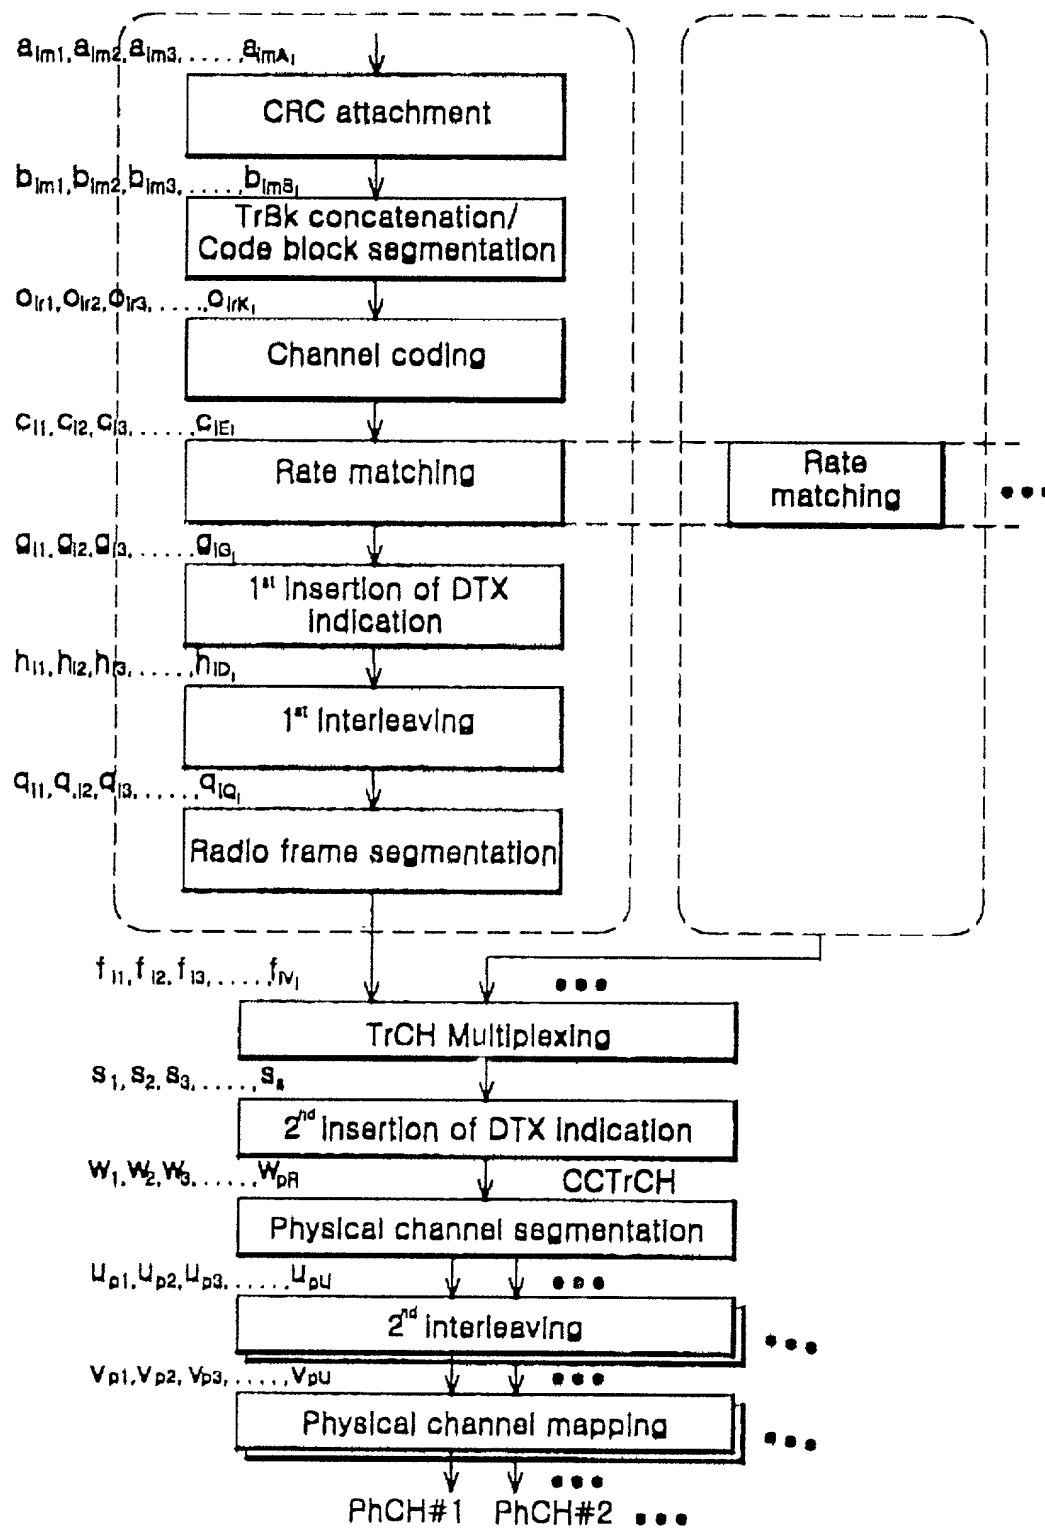 a_im1, a_im2, a_im3, . . . . , a_imA_i
CRC attachment
b_im1, b_im2, b_im3, . . . . , b_imB_i
TrBk concatenation/
Code block segmentation
o_ir1, o_ir2, o_ir3, . . . . , o_irK_i
Channel coding
c_i1, c_i2, c_i3, . . . . . , c_iE_i
Rate matching
Rate
matching
g_i1, g_i2, g_i3, . . . . . , g_iG_i
1st insertion of DTX
indication
h_i1, h_i2, h_i3, . . . . . , h_iD_i
1st interleaving
q_i1, q_i2, q_i3, . . . . . , q_iQ_i
Radio frame segmentation
f_i1, f_i2, f_i3, . . . . , f_iV_i
TrCH Multiplexing
s_1, s_2, s_3, . . . . . , s_s
2nd insertion of DTX indication
w_1, w_2, w_3, . . . . . , w_pR
CCTrCH
Physical channel segmentation
u_p1, u_p2, u_p3, . . . . . , u_pU
2nd interleaving
v_p1, v_p2, v_p3, . . . . . , v_pU
Physical channel mapping
PhCH#1 PhCH#2